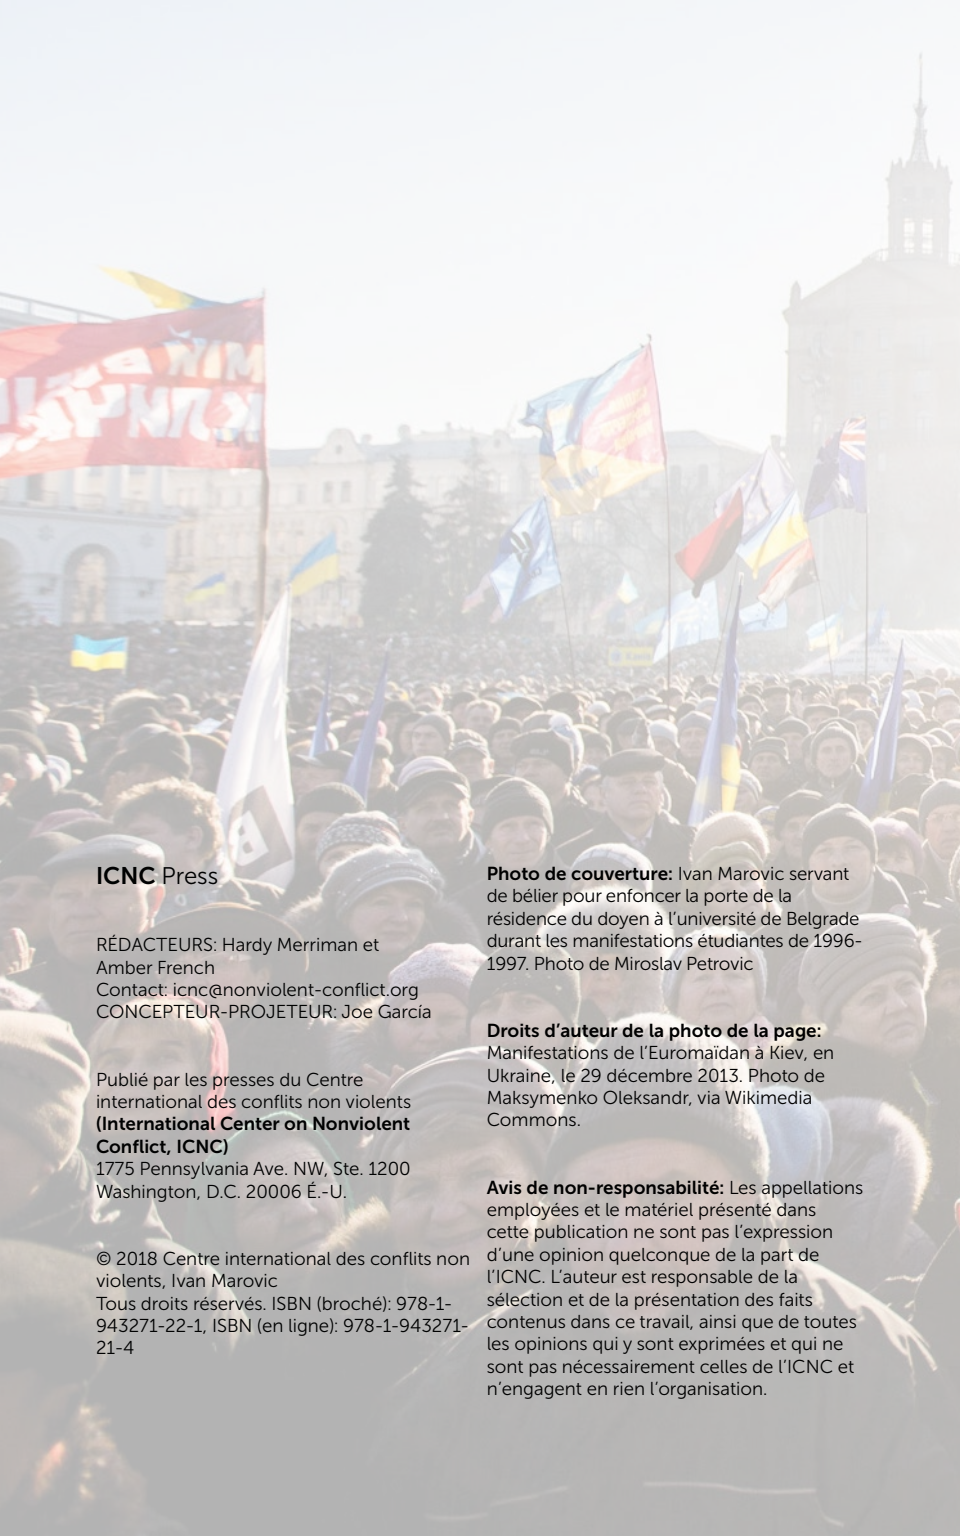 ICNC Press
RÉDACTEURS: Hardy Merriman et
Amber French
Contact: icnc@nonviolent-conflict.org
CONCEPTEUR-PROJETEUR: Joe García
Publié par les presses du Centre
international des conflits non violents
(International Center on Nonviolent
Conflict, ICNC)
1775 Pennsylvania Ave. NW, Ste. 1200
Washington, D.C. 20006 É.-U.
© 2018 Centre international des conflits non
violents, Ivan Marovic
Tous droits réservés. ISBN (broché): 978-1-
943271-22-1, ISBN (en ligne): 978-1-943271-
21-4
Photo de couverture: Ivan Marovic servant
de bélier pour enfoncer la porte de la
résidence du doyen à l’université de Belgrade
durant les manifestations étudiantes de 1996-
1997. Photo de Miroslav Petrovic
Droits d’auteur de la photo de la page:
Manifestations de l’Euromaïdan à Kiev, en
Ukraine, le 29 décembre 2013. Photo de
Maksymenko Oleksandr, via Wikimedia
Commons.
Avis de non-responsabilité: Les appellations
employées et le matériel présenté dans
cette publication ne sont pas l’expression
d’une opinion quelconque de la part de
l’ICNC. L’auteur est responsable de la
sélection et de la présentation des faits
contenus dans ce travail, ainsi que de toutes
les opinions qui y sont exprimées et qui ne
sont pas nécessairement celles de l’ICNC et
n’engagent en rien l’organisation.